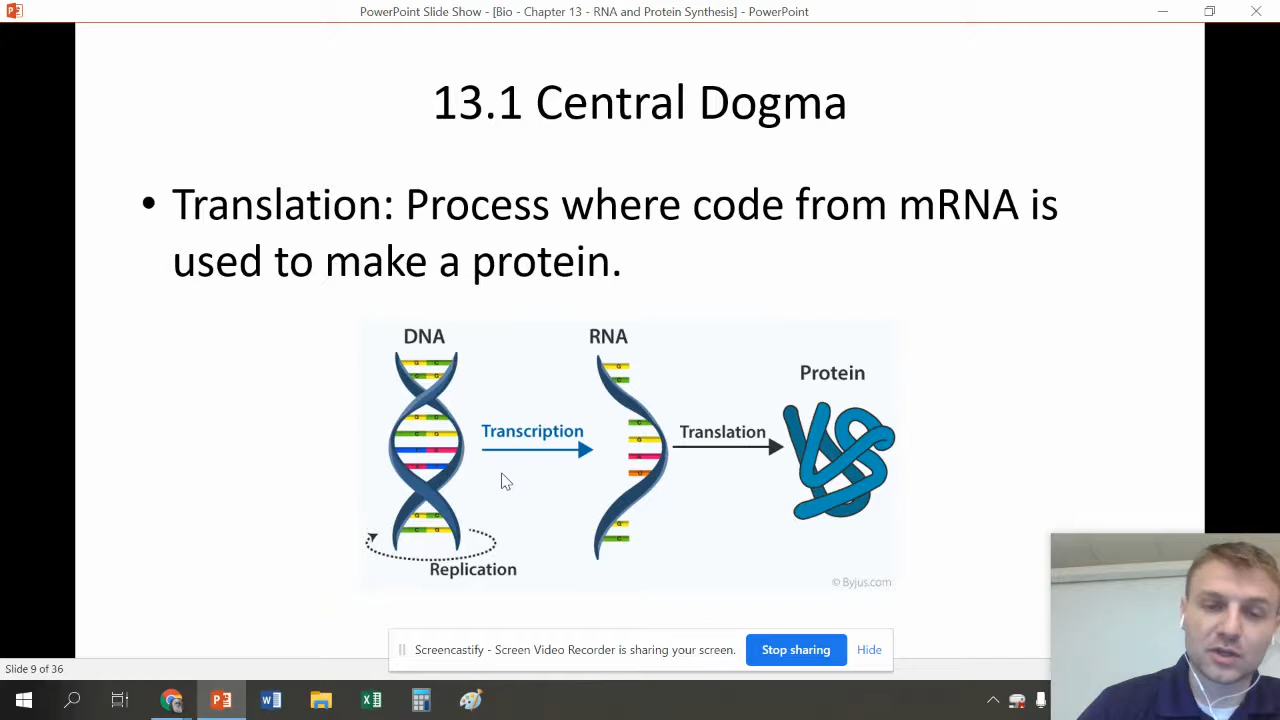 PowerPoint Slide Show - [Bio - Chapter 13 - RNA and Protein Synthesis] - PowerPoint
13.1 Central Dogma
• Translation: Process where code from mRNA is
used to make a protein.
DNA
RNA
Protein
Transcription
Translation
Replication
© Byjus.com
Screencastify - Screen Video Recorder is sharing your screen.
Stop sharing
Hide
Slide 9 of 36